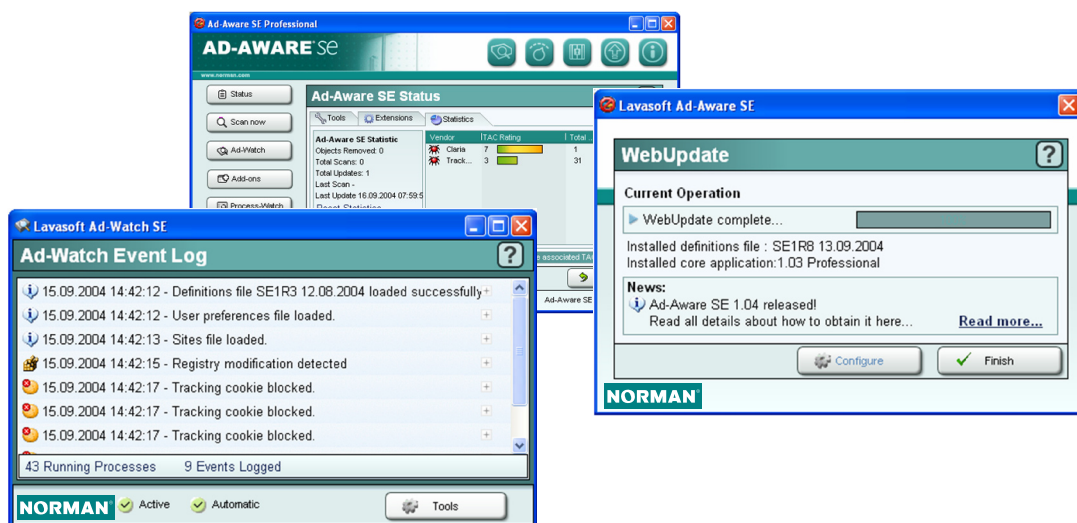 Ad-Aware SE Professional
AD-AWARE SE
www.norman.com
Status
Scan now
Ad-Watch
Add-ons
Process-Watch
Ad-Aware SE Status
Tools Extensions Statistics
Ad-Aware SE Statistic
Objects Removed: 0
Total Scans: 0
Total Updates: 1
Last Scan -
Last Update 16.09.2004 07:59:5
Reset Statistics
Vendor TAC Rating Total
Claria 7 1
Track... 3 31
e associated TAC
Ad-Aware SE
Lavasoft Ad-Aware SE
WebUpdate ?
Current Operation
WebUpdate complete...
Installed definitions file : SE1R8 13.09.2004
Installed core application:1.03 Professional
News:
Ad-Aware SE 1.04 released!
Read all details about how to obtain it here... Read more...
Configure Finish
NORMAN
Lavasoft Ad-Watch SE
Ad-Watch Event Log ?
15.09.2004 14:42:12 - Definitions file SE1R3 12.08.2004 loaded successfully
15.09.2004 14:42:12 - User preferences file loaded.
15.09.2004 14:42:13 - Sites file loaded.
15.09.2004 14:42:15 - Registry modification detected
15.09.2004 14:42:17 - Tracking cookie blocked.
15.09.2004 14:42:17 - Tracking cookie blocked.
15.09.2004 14:42:17 - Tracking cookie blocked.
43 Running Processes 9 Events Logged
NORMAN Active Automatic Tools